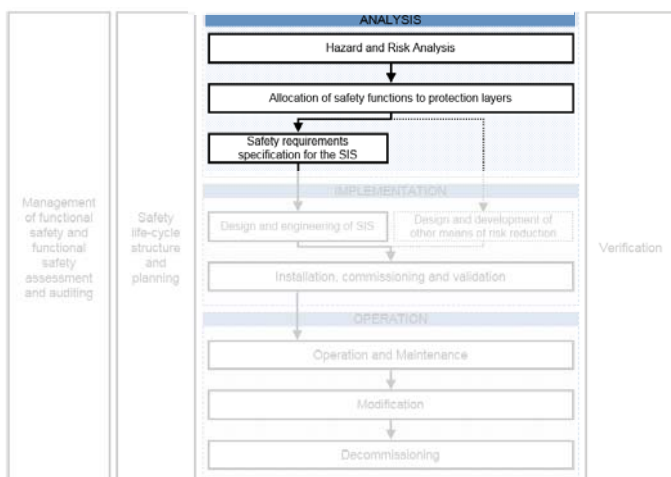 ANALYSIS
Hazard and Risk Analysis
Allocation of safety functions to protection layers
Safety requirements
specification for the SIS
Management
of functional
safety and
functional
safety
assessment
and auditing
Safety
life-cycle
structure
and
planning
IMPLEMENTATION
Design and engineering of SIS
Design and development of
other means of risk reduction
Installation, commissioning and validation
Verification
OPERATION
Operation and Maintenance
Modification
Decommissioning